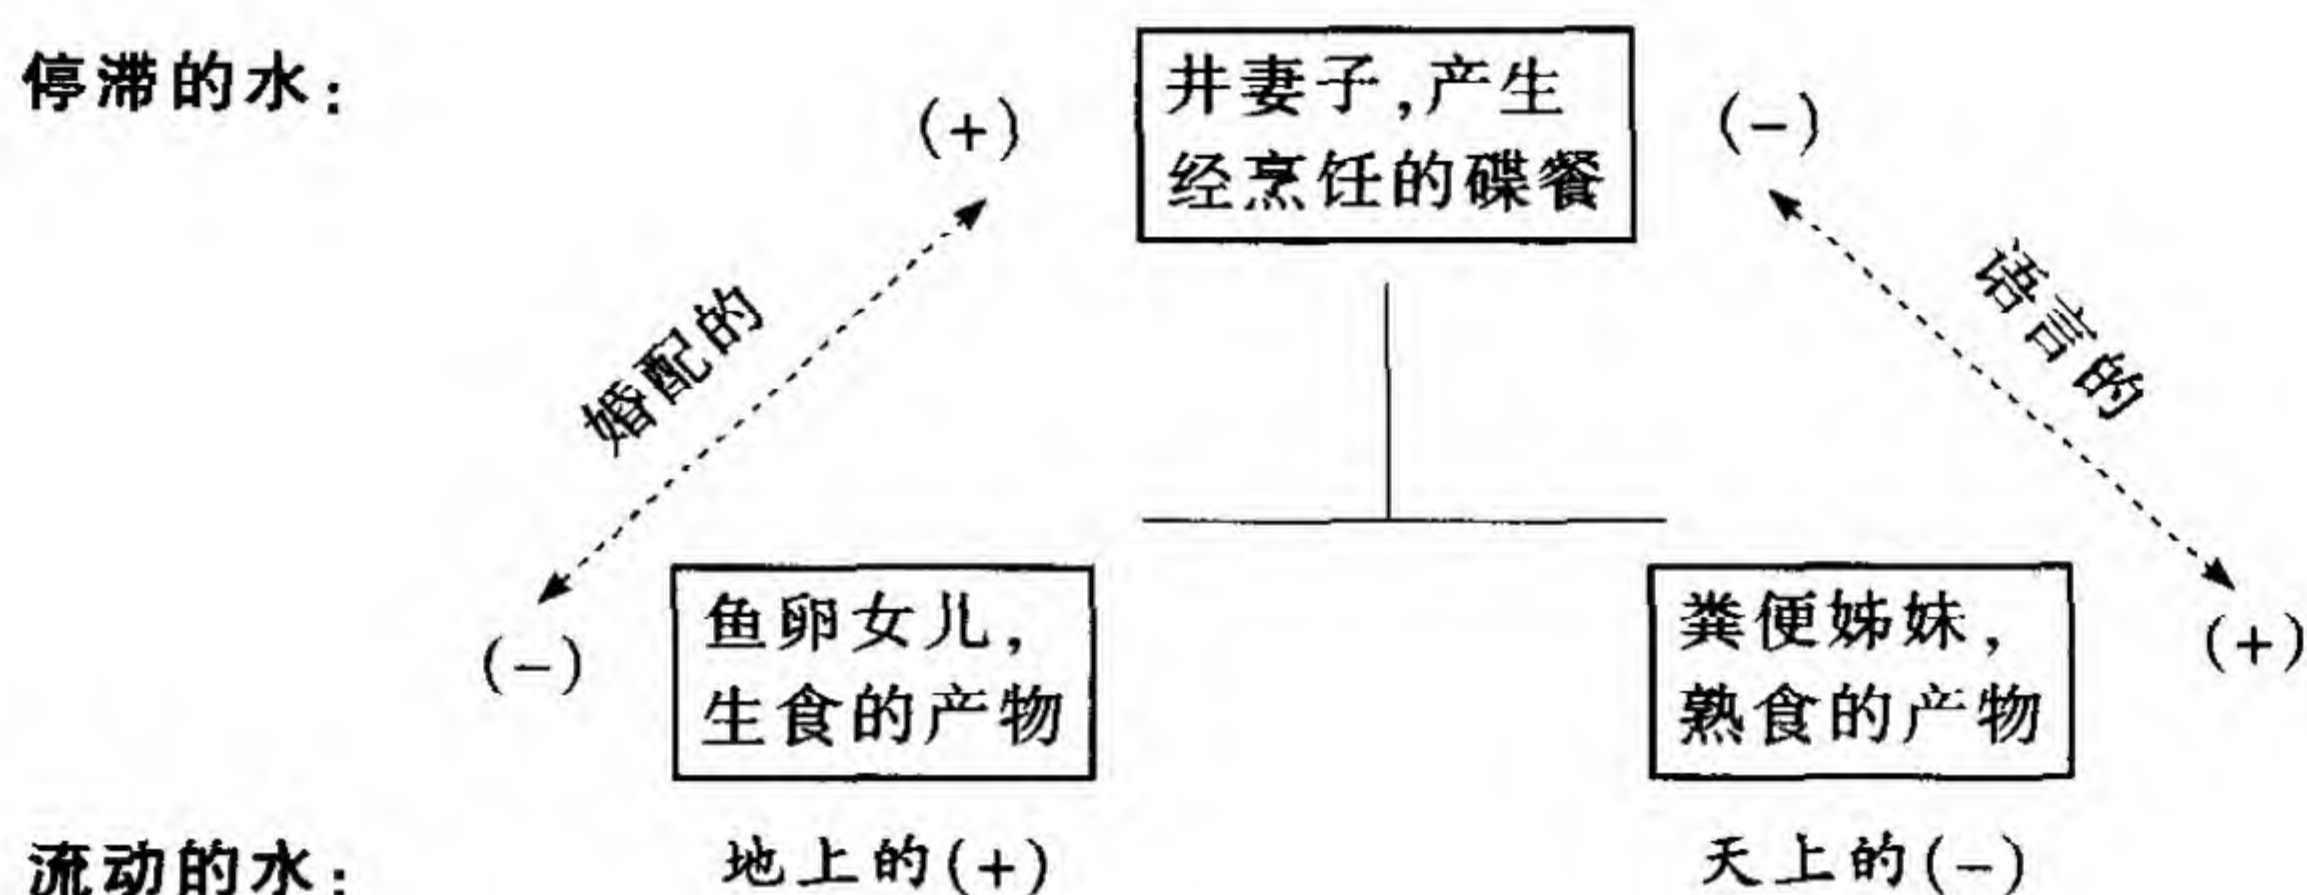 停滞的水：
(+)
井妻子,产生
经烹饪的碟餐
(-)
婚配的
语言的
(-)
鱼卵女儿，
生食的产物
粪便姊妹，
熟食的产物
(+)
流动的水：
地上的(+)
天上的(-)